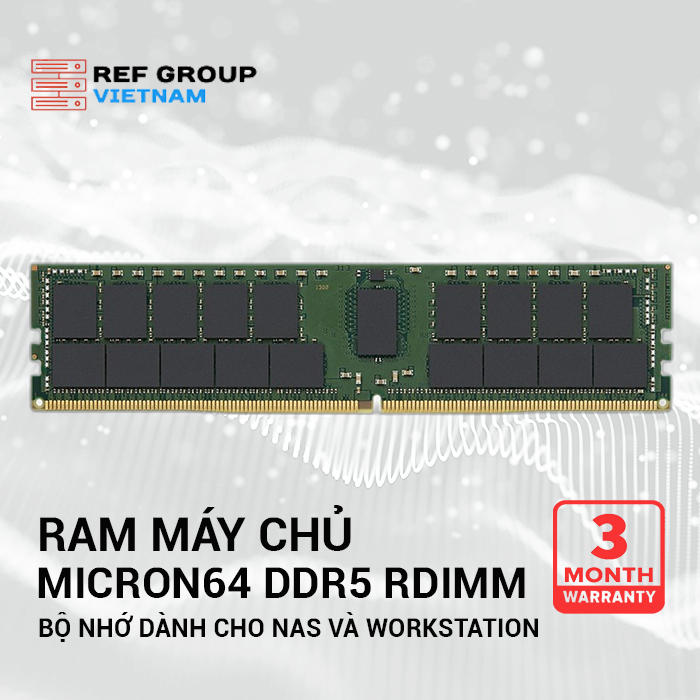 REF GROUP
VIETNAM
RAM MÁY CHỦ
MICRON64 DDR5 RDIMM
BỘ NHỚ DÀNH CHO NAS VÀ WORKSTATION
3
MONTH
WARRANTY